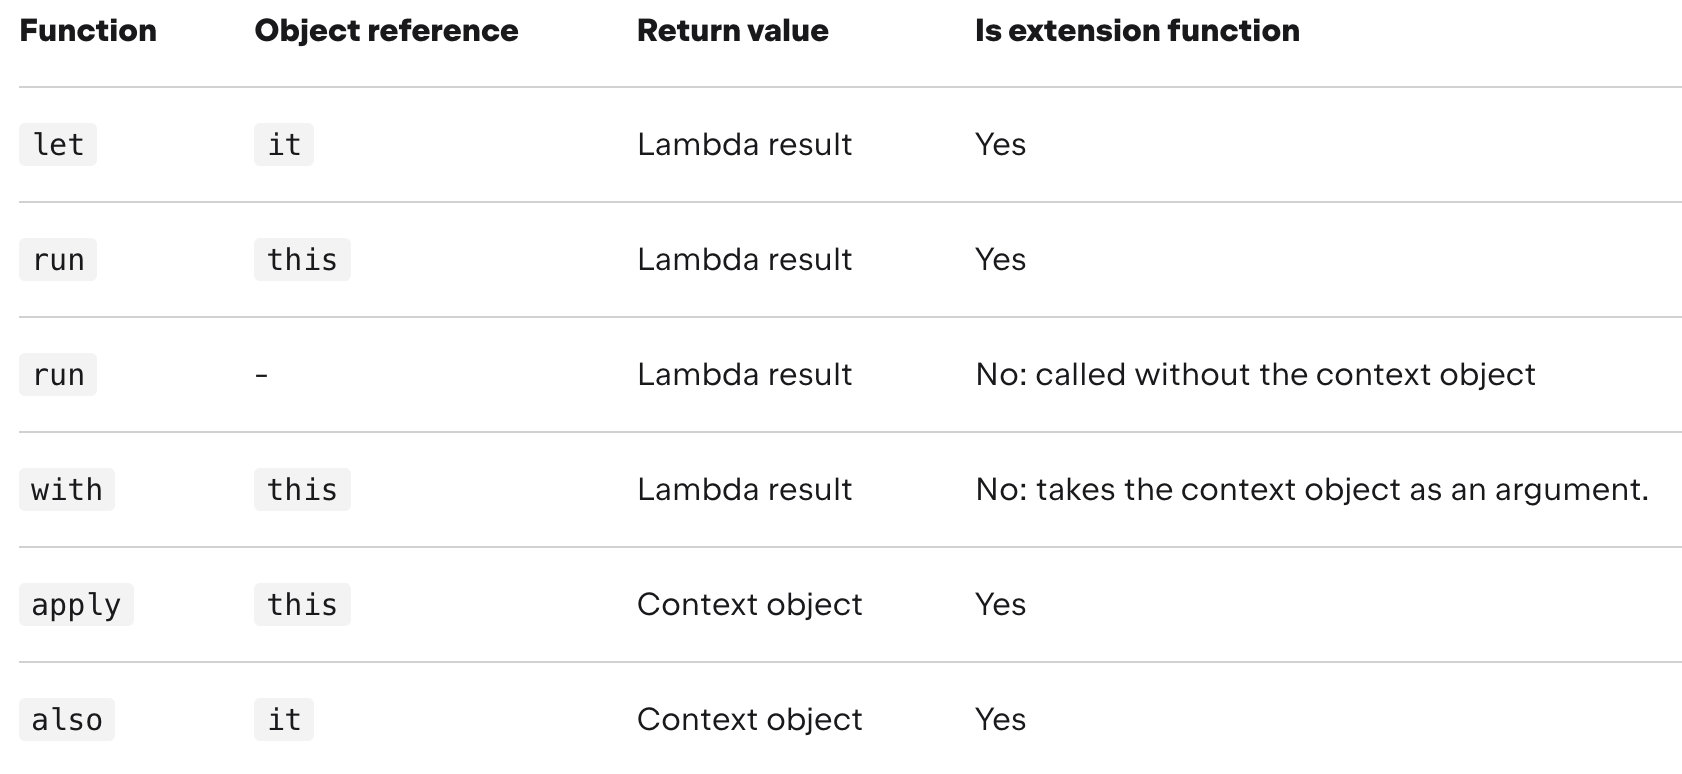 Function Object reference Return value Is extension function
let it Lambda result Yes
run this Lambda result Yes
run - Lambda result No: called without the context object
with this Lambda result No: takes the context object as an argument.
apply this Context object Yes
also it Context object Yes